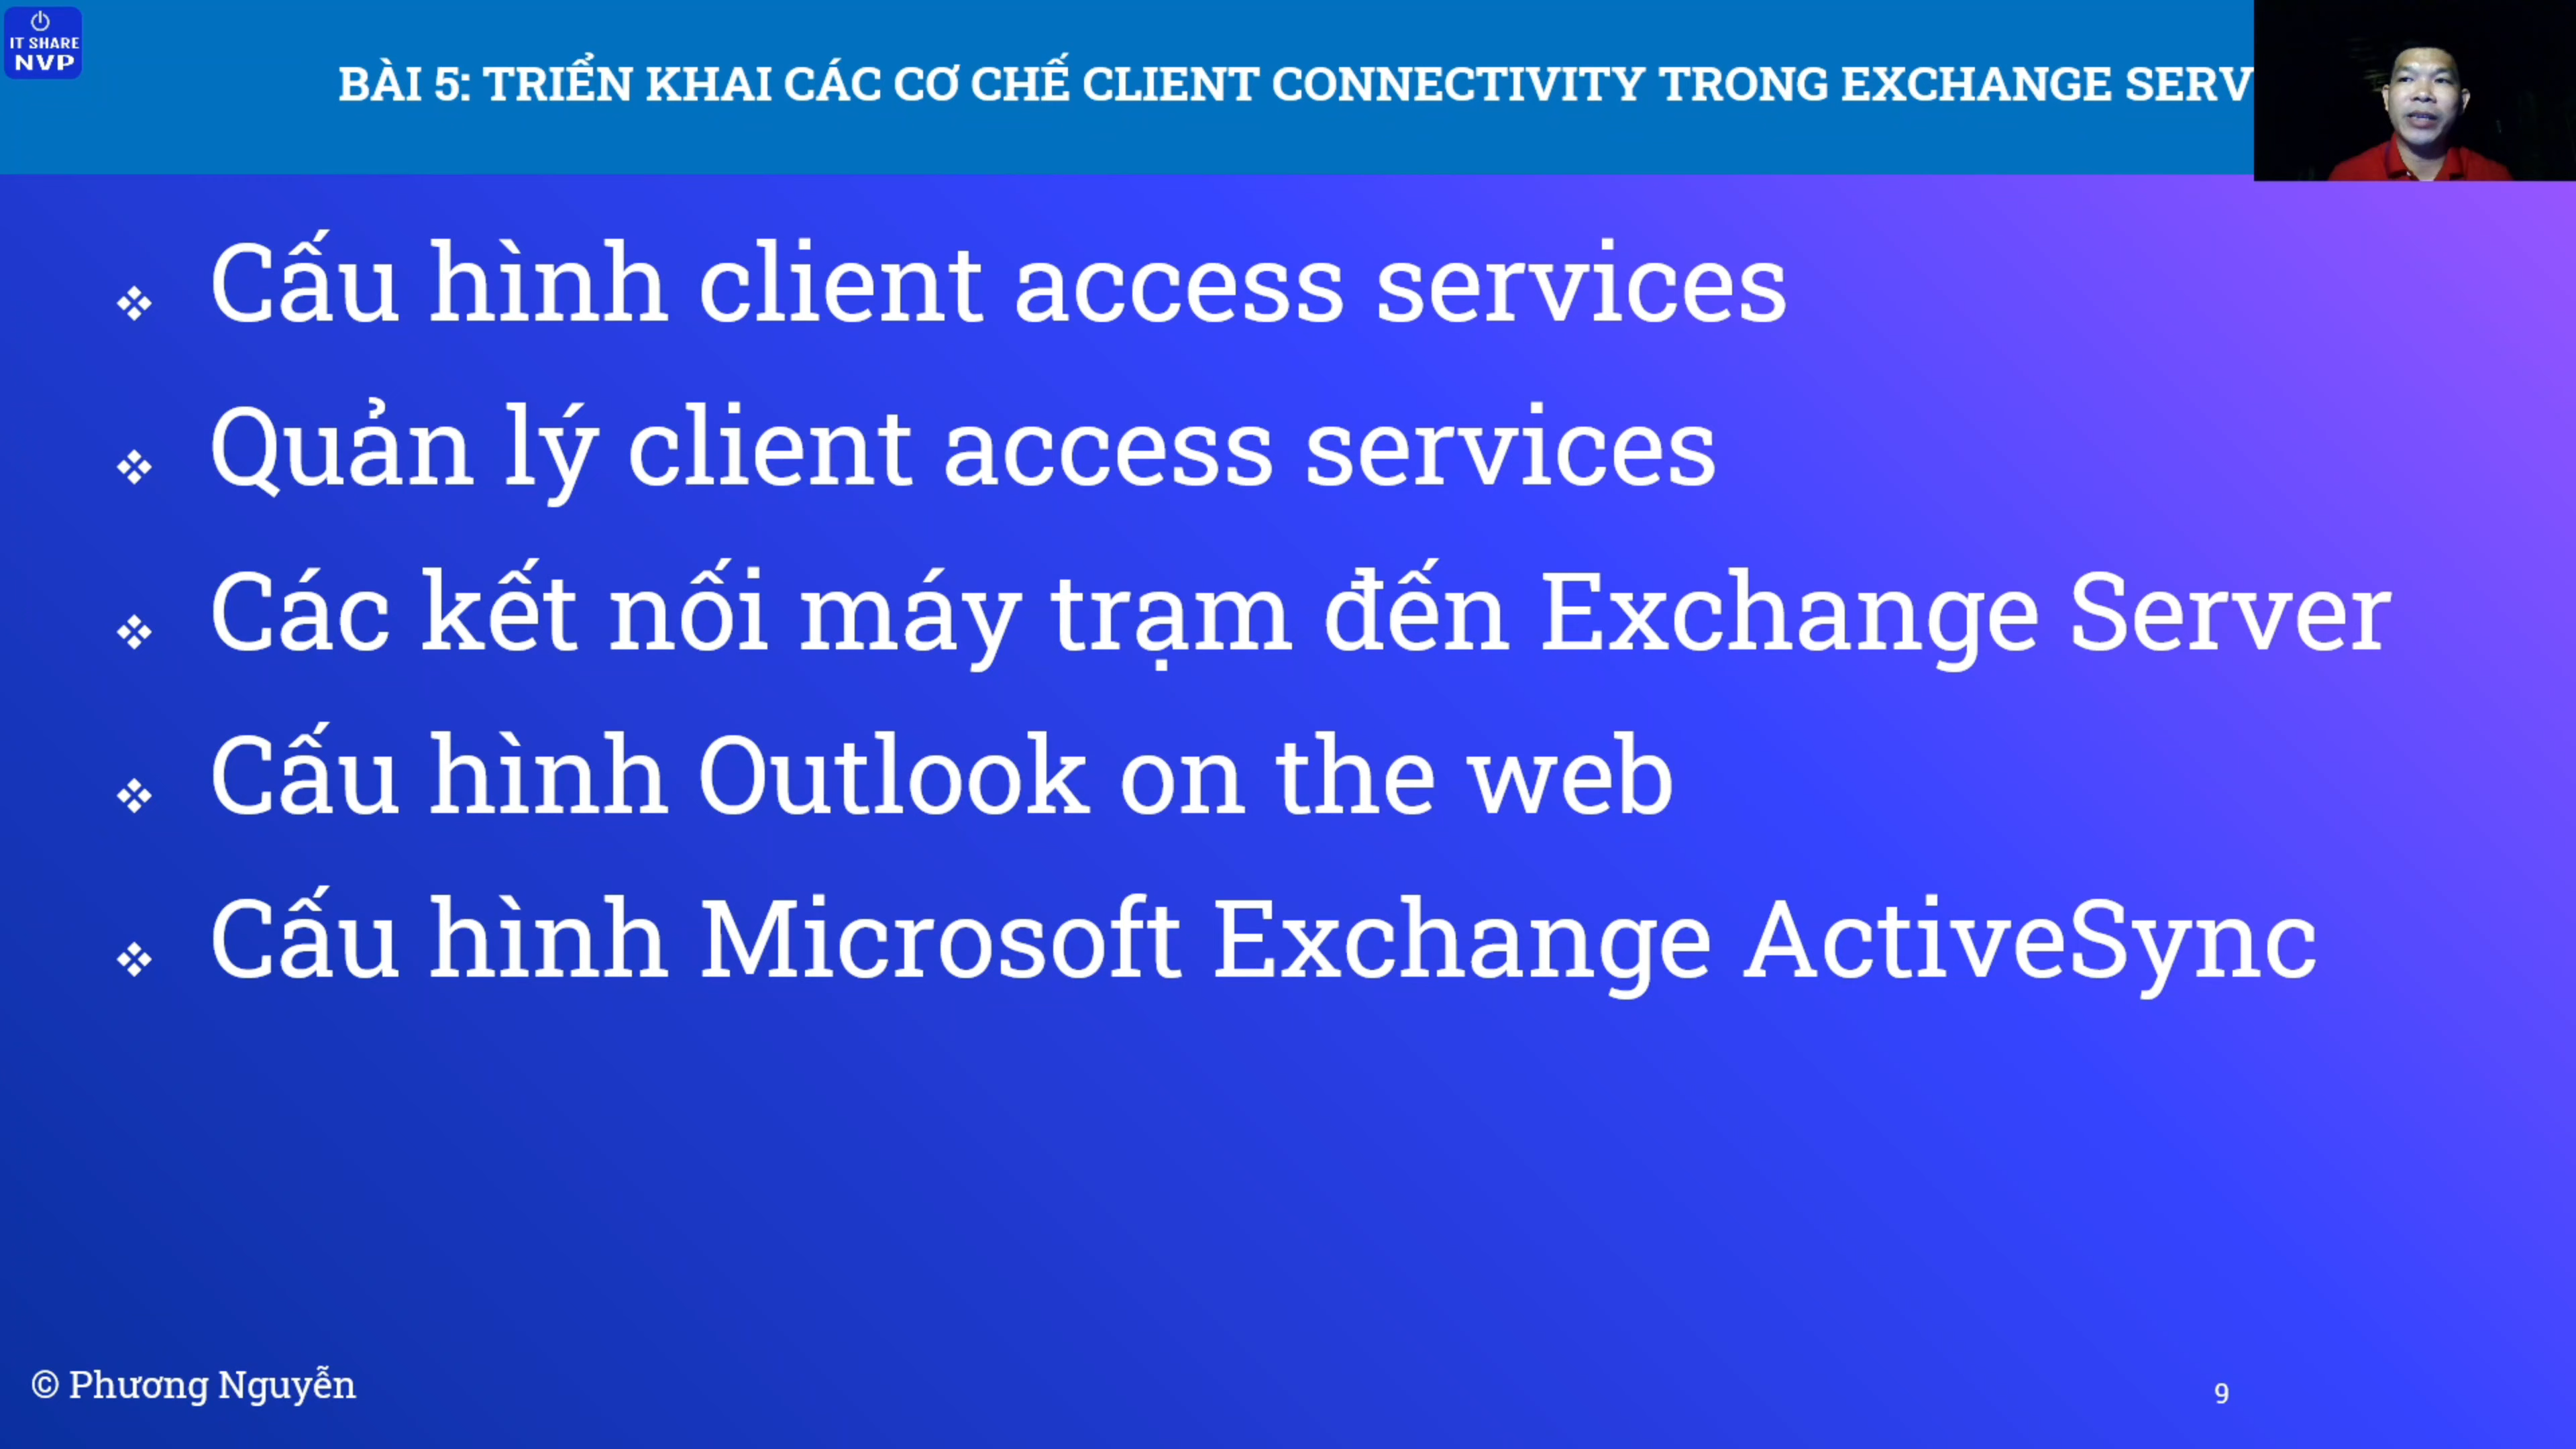 IT SHARE
NVP
BÀI 5: TRIỂN KHAI CÁC CƠ CHẾ CLIENT CONNECTIVITY TRONG EXCHANGE SERV
❖ Cấu hình client access services
❖ Quản lý client access services
❖ Các kết nối máy trạm đến Exchange Server
❖ Cấu hình Outlook on the web
❖ Cấu hình Microsoft Exchange ActiveSync
© Phương Nguyễn
9